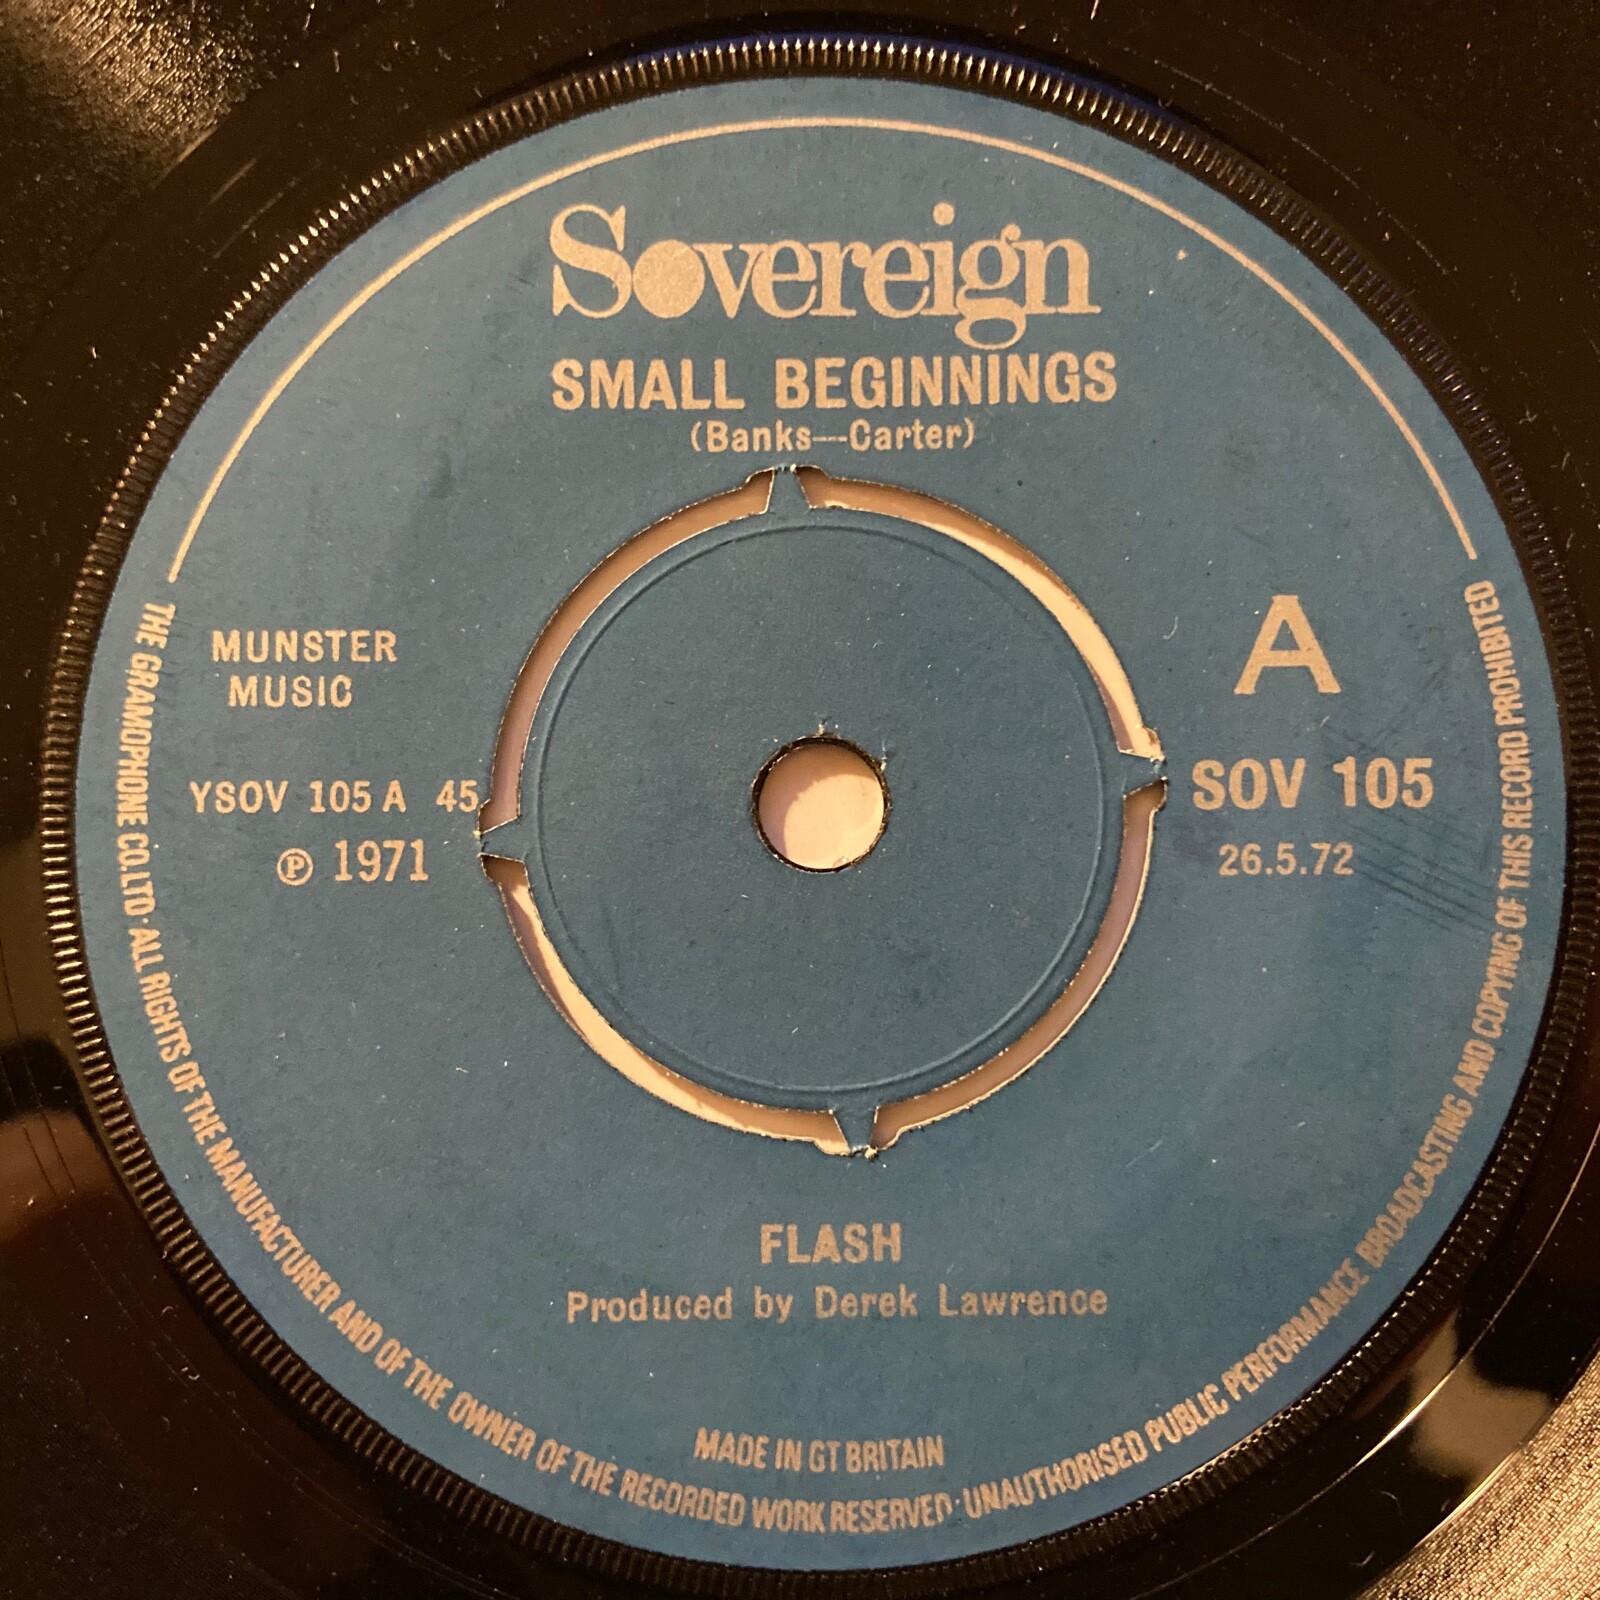 Sovereign
SMALL BEGINNINGS
(Banks—Carter)
MUNSTER
MUSIC
YSOV 105 A 45
℗ 1971
A
SOV 105
26.5.72
FLASH
Produced by Derek Lawrence
MADE IN GT BRITAIN
THE GRAMOPHONE CO. LTD · ALL RIGHTS OF THE MANUFACTURER AND OF THE OWNER OF THE RECORDED WORK RESERVED · UNAUTHORISED PUBLIC PERFORMANCE BROADCASTING AND COPYING OF THIS RECORD PROHIBITED